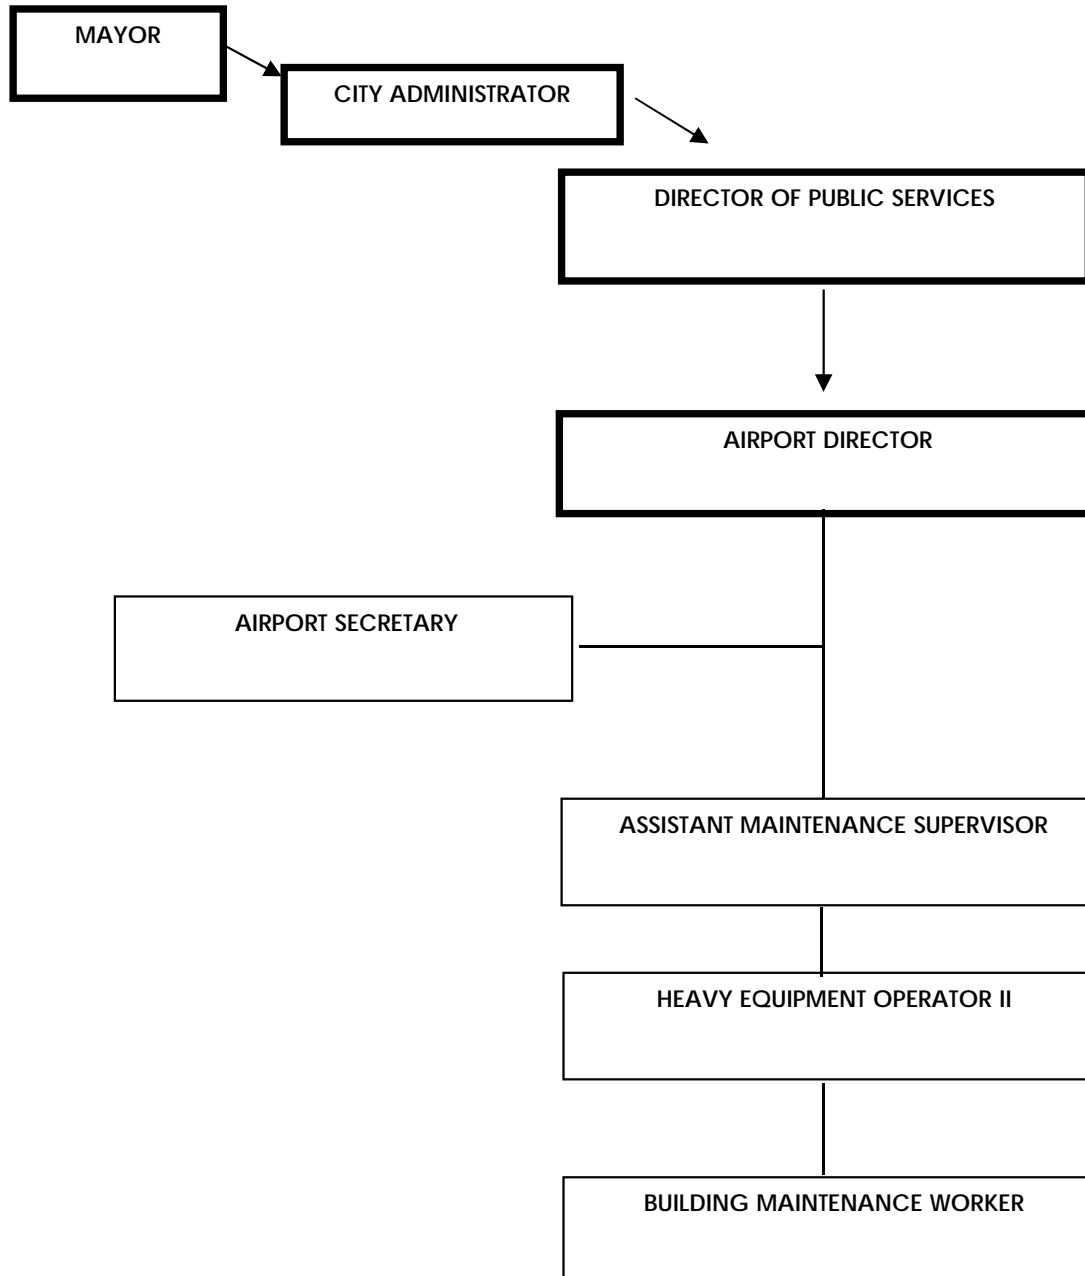 MAYOR
CITY ADMINISTRATOR
DIRECTOR OF PUBLIC SERVICES
AIRPORT DIRECTOR
AIRPORT SECRETARY
ASSISTANT MAINTENANCE SUPERVISOR
HEAVY EQUIPMENT OPERATOR II
BUILDING MAINTENANCE WORKER